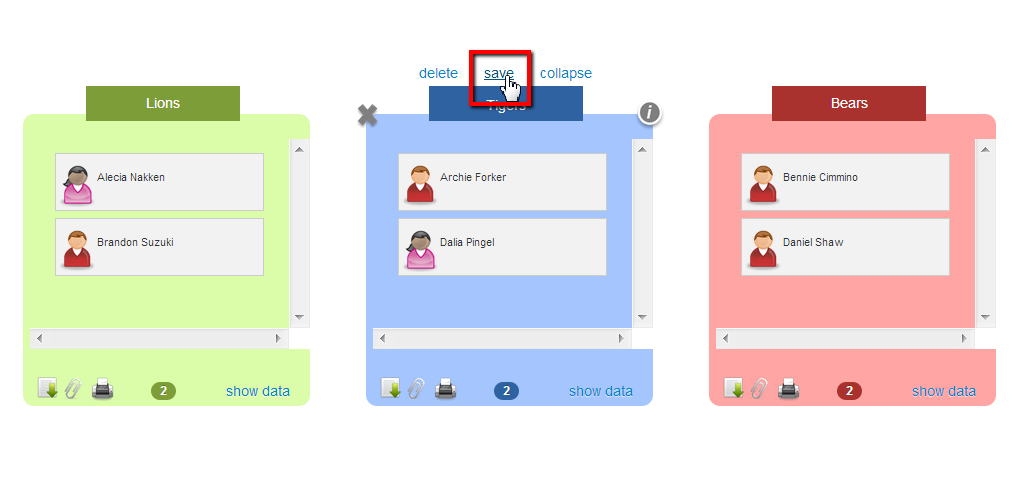 delete save collapse
Lions
Tigers
i
Bears
Alecia Nakken
Brandon Suzuki
Archie Forker
Dalia Pingel
Bennie Cimmino
Daniel Shaw
2 show data
2 show data
2 show data